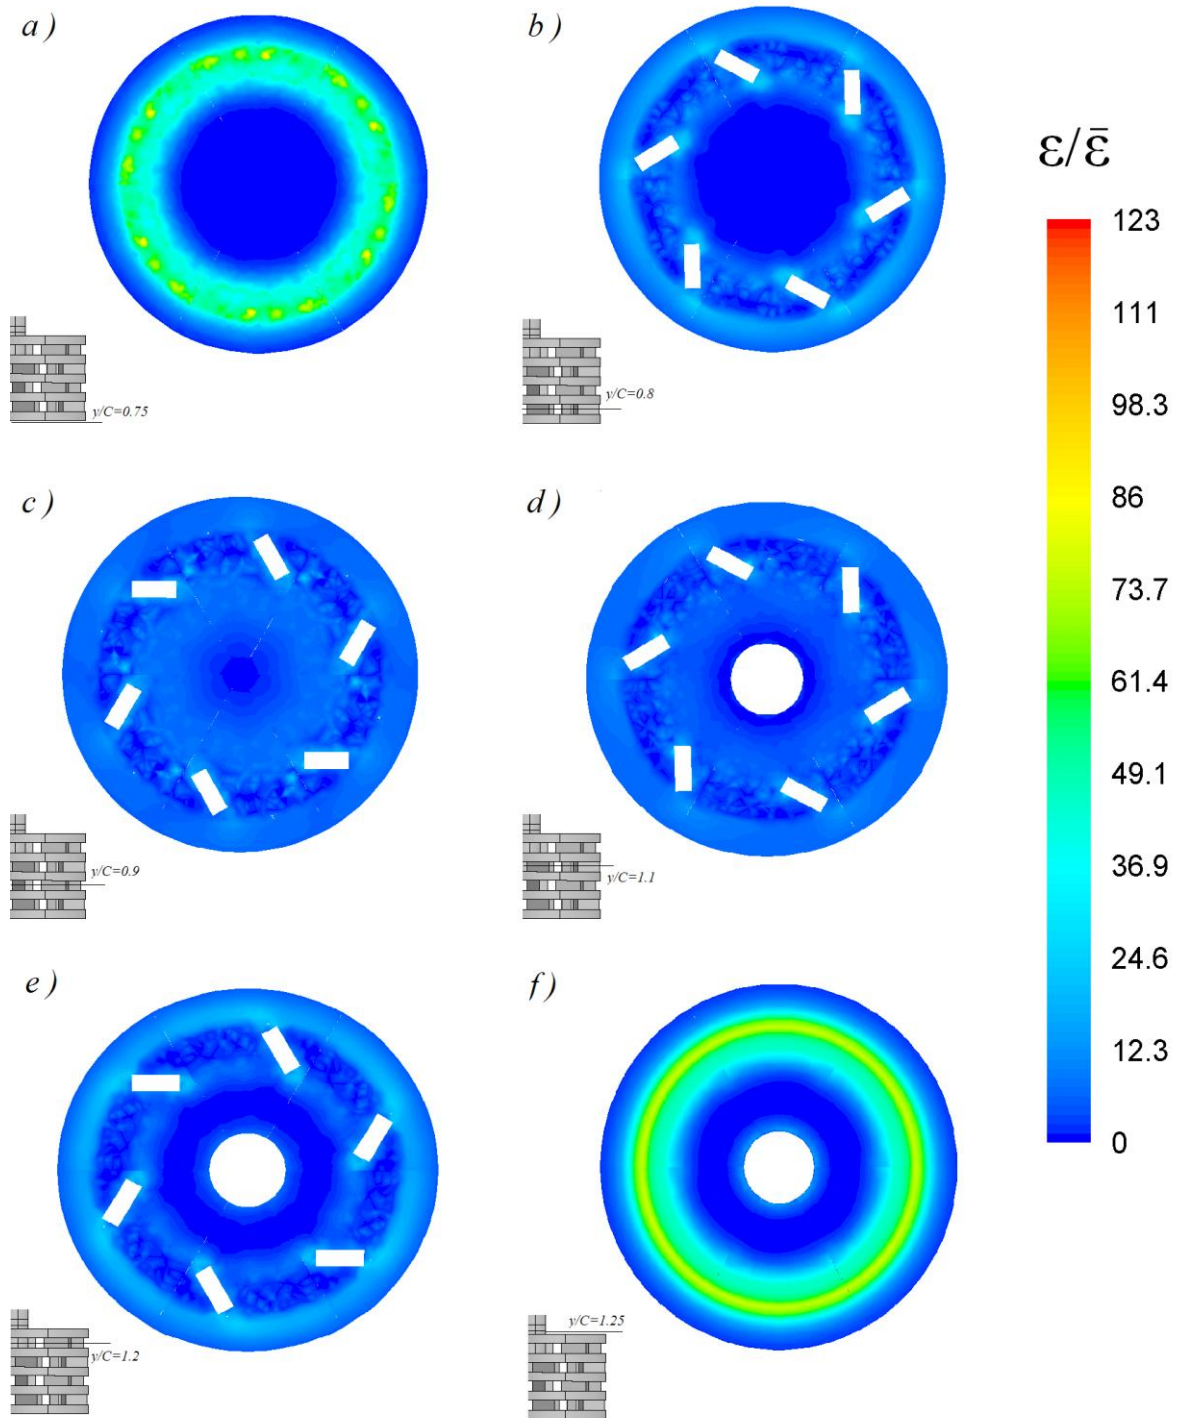 a )
b )
y/C=0.75
y/C=0.8
c )
d )
y/C=0.9
y/C=1.1
e )
f )
y/C=1.2
y/C=1.25
ε/ε̄
123
111
98.3
86
73.7
61.4
49.1
36.9
24.6
12.3
0